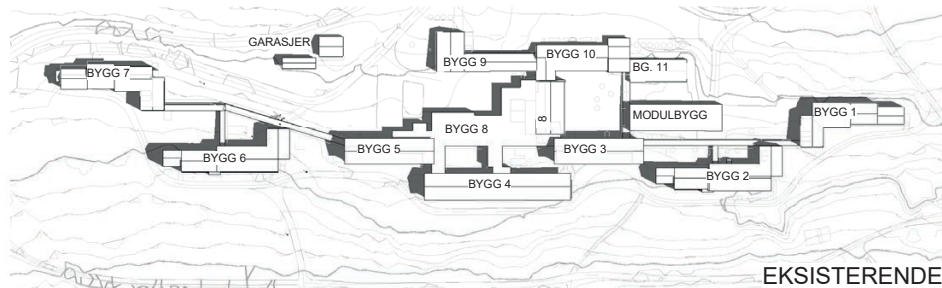 GARASJER
BYGG 10
BYGG 9
BG. 11
BYGG 7
MODULBYGG
BYGG 1
8
BYGG 8
BYGG 5
BYGG 3
BYGG 6
BYGG 4
BYGG 2
EKSISTERENDE